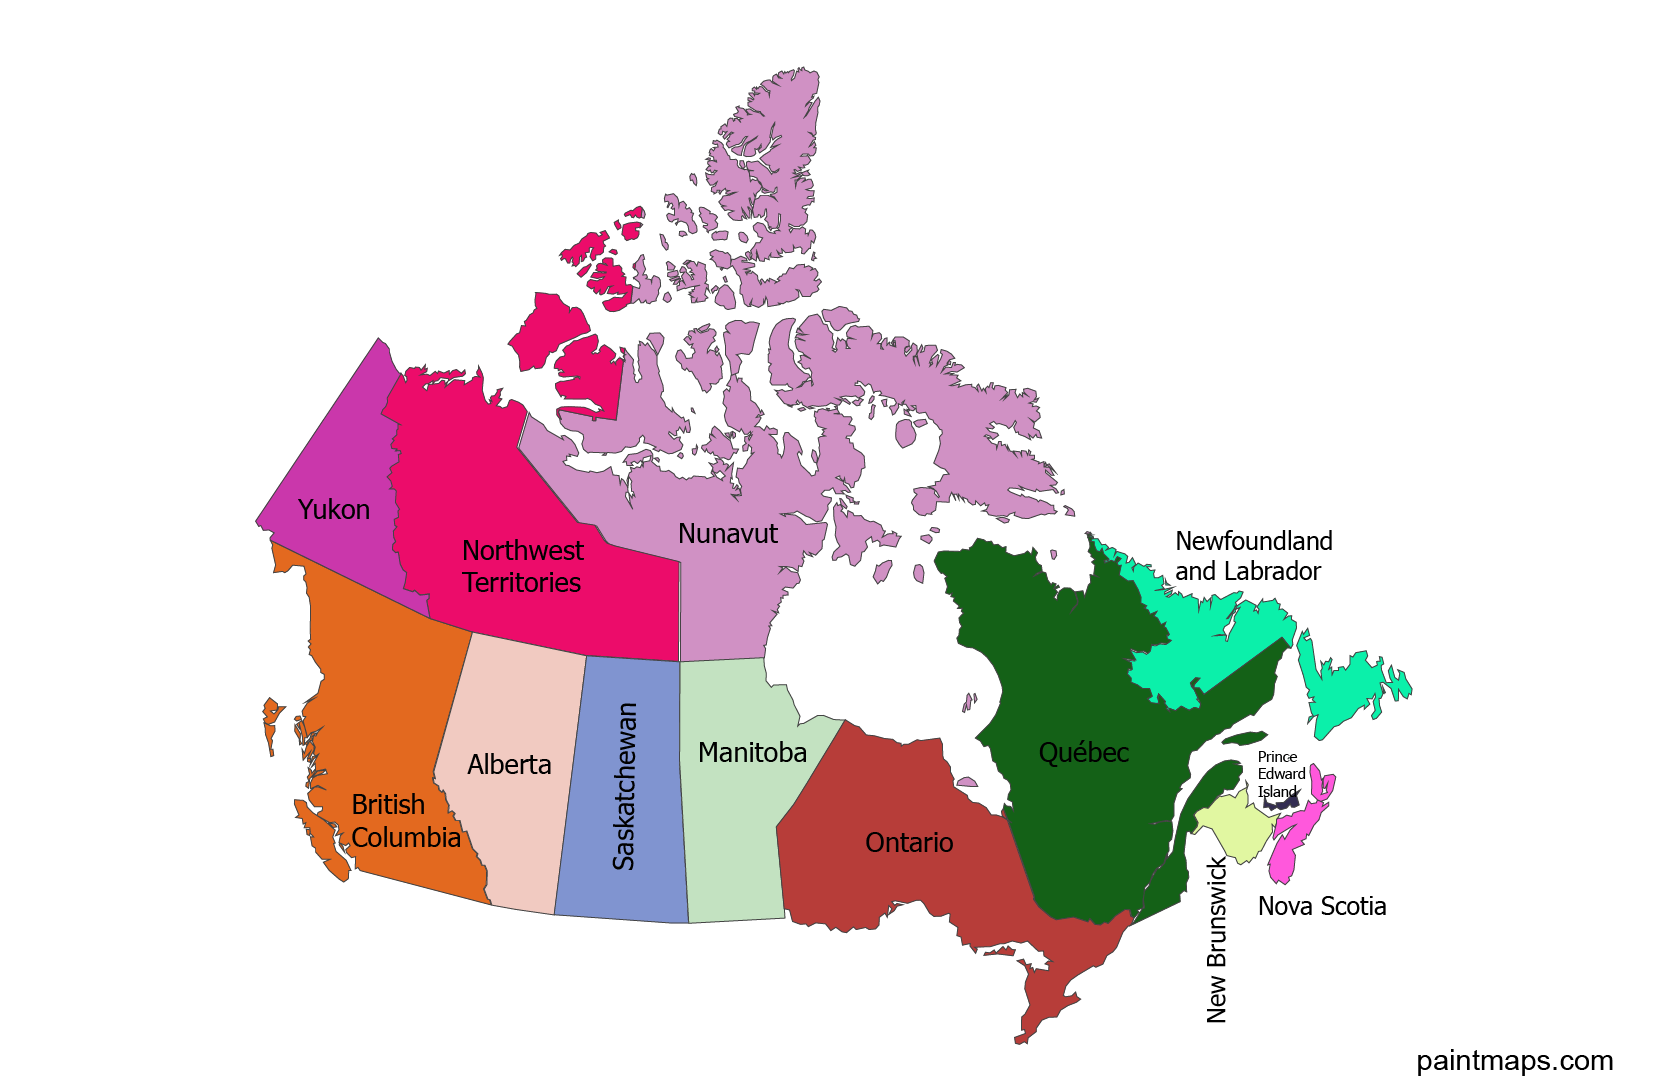 Yukon
Northwest
Territories
Nunavut
Newfoundland
and Labrador
British
Columbia
Alberta
Saskatchewan
Manitoba
Ontario
Québec
Prince
Edward
Island
New Brunswick
Nova Scotia
paintmaps.com